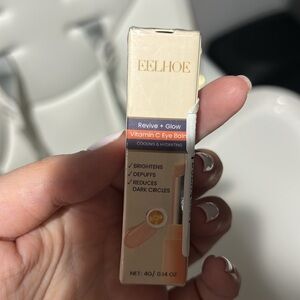 EELHOE
Revive + Glow
Vitamin C Eye Balm
COOLING & HYDRATING
✓BRIGHTENS
✓DEPUFFS
✓REDUCES
DARK CIRCLES
NET: 4G/ 0.14 OZ